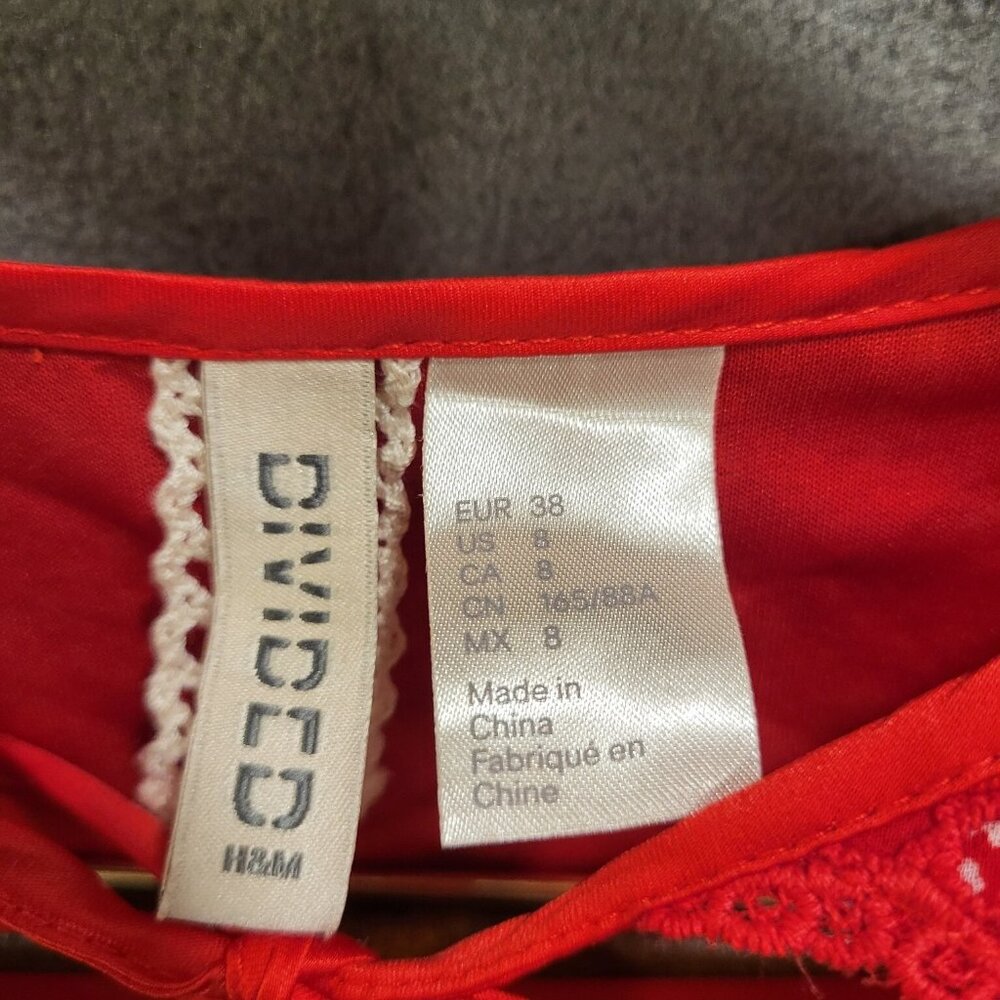 DIVIDED
H&M
EUR 38
US 8
CA 8
CN 165/88A
MX 8
Made in
China
Fabriqué en
Chine